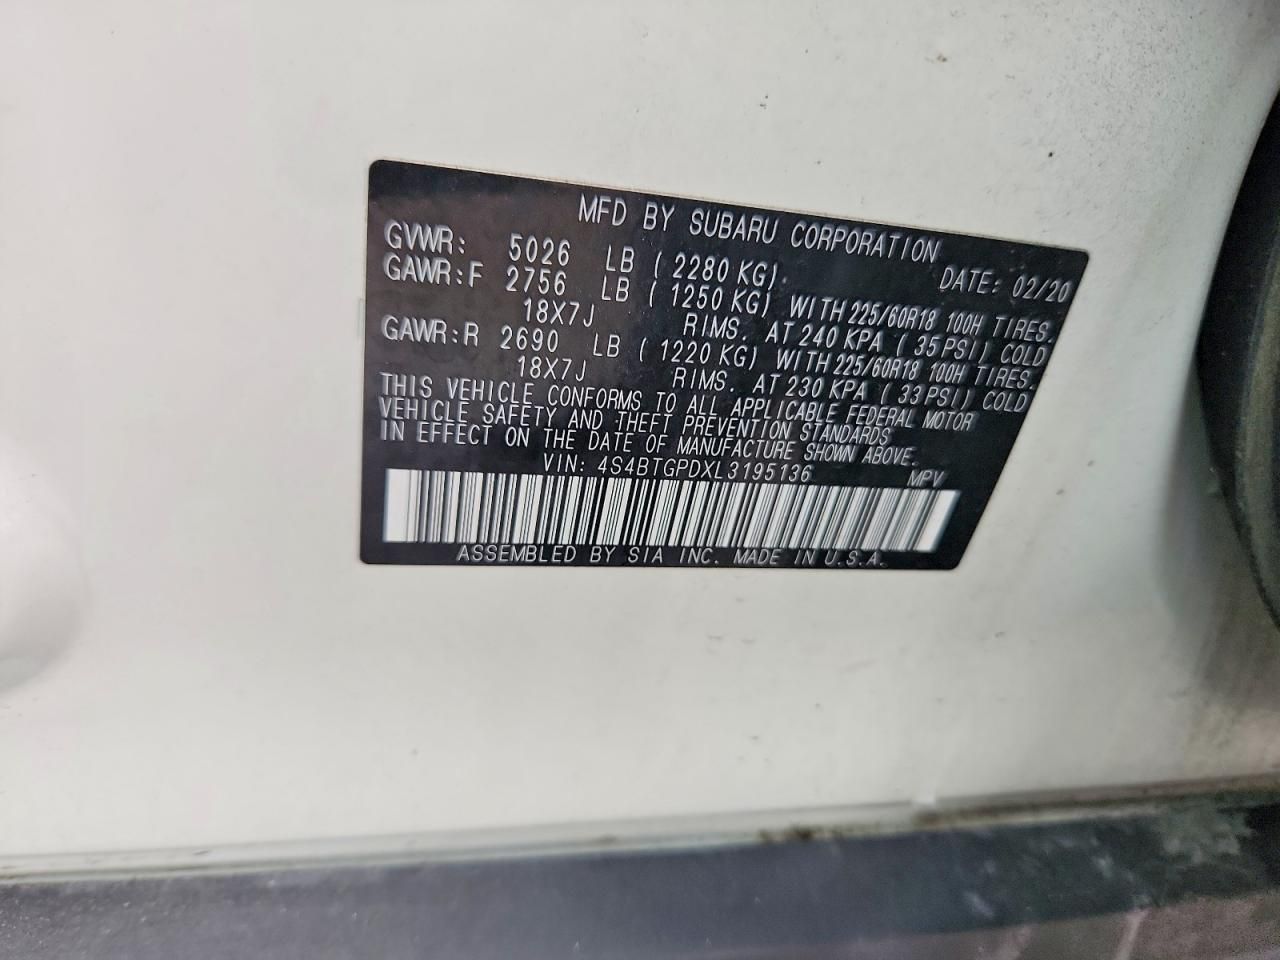 MFD BY SUBARU CORPORATION
DATE: 02/20
GVWR: 5026 LB ( 2280 KG).
GAWR:F 2756 LB ( 1250 KG) WITH 225/60R18 100H TIRES.
18X7J RIMS. AT 240 KPA ( 35 PSI) COLD
GAWR:R 2690 LB ( 1220 KG) WITH 225/60R18 100H TIRES.
18X7J RIMS. AT 230 KPA ( 33 PSI) COLD
THIS VEHICLE CONFORMS TO ALL APPLICABLE FEDERAL MOTOR
VEHICLE SAFETY AND THEFT PREVENTION STANDARDS
IN EFFECT ON THE DATE OF MANUFACTURE SHOWN ABOVE.
VIN: 4S4BTGPDXL3195136 MPV
ASSEMBLED BY SIA INC. MADE IN U.S.A.